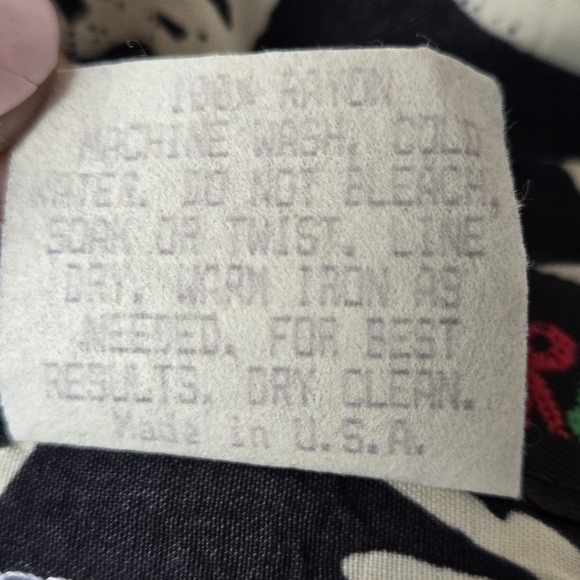 100% RAYON
MACHINE WASH. COLD
WATER. DO NOT BLEACH,
SOAK OR TWIST. LINE
DRY. WARM IRON AS
NEEDED. FOR BEST
RESULTS. DRY CLEAN.
Made in U.S.A.
R